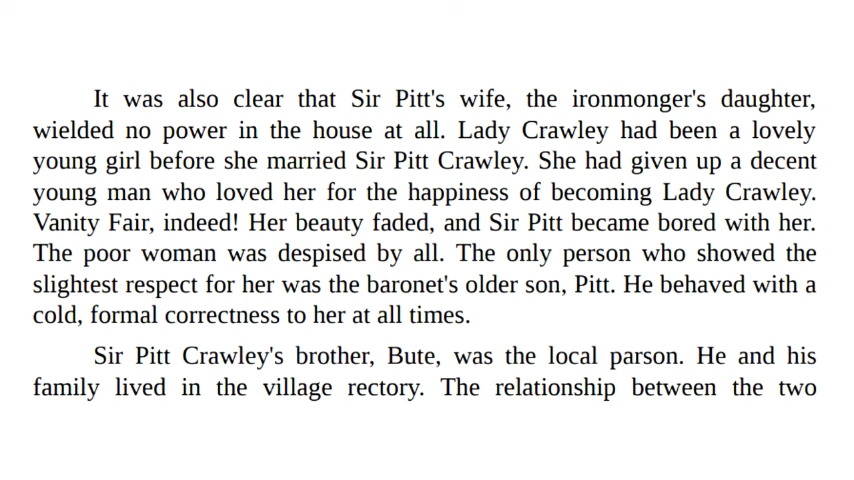 It was also clear that Sir Pitt's wife, the ironmonger's daughter,
wielded no power in the house at all. Lady Crawley had been a lovely
young girl before she married Sir Pitt Crawley. She had given up a decent
young man who loved her for the happiness of becoming Lady Crawley.
Vanity Fair, indeed! Her beauty faded, and Sir Pitt became bored with her.
The poor woman was despised by all. The only person who showed the
slightest respect for her was the baronet's older son, Pitt. He behaved with a
cold, formal correctness to her at all times.
Sir Pitt Crawley's brother, Bute, was the local parson. He and his
family lived in the village rectory. The relationship between the two